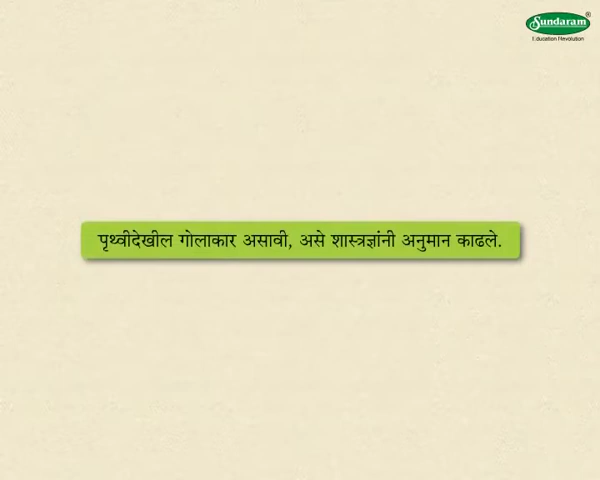 Sundaram®
Education Revolution
पृथ्वीदेखील गोलाकार असावी, असे शास्त्रज्ञांनी अनुमान काढले.